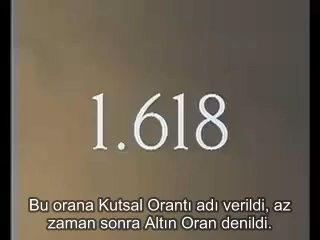 1.618
Bu orana Kutsal Orantı adı verildi, az
zaman sonra Altın Oran denildi.